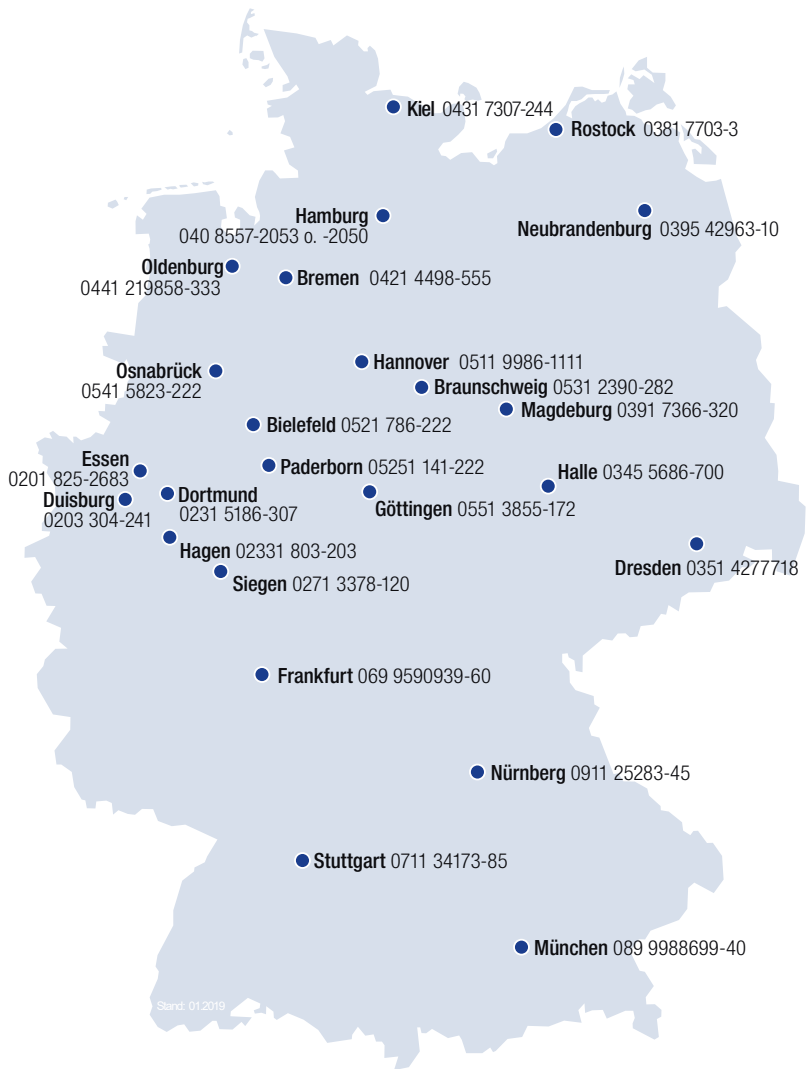 Kiel 0431 7307-244
Rostock 0381 7703-3
Hamburg
040 8557-2053 o. -2050
Neubrandenburg 0395 42963-10
Oldenburg
0441 219858-333
Bremen 0421 4498-555
Hannover 0511 9986-1111
Osnabrück
0541 5823-222
Braunschweig 0531 2390-282
Magdeburg 0391 7366-320
Bielefeld 0521 786-222
Essen
0201 825-2683
Paderborn 05251 141-222
Halle 0345 5686-700
Duisburg
0203 304-241
Dortmund
0231 5186-307
Göttingen 0551 3855-172
Hagen 02331 803-203
Dresden 0351 4277718
Siegen 0271 3378-120
Frankfurt 069 9590939-60
Nürnberg 0911 25283-45
Stuttgart 0711 34173-85
München 089 9988699-40
Stand: 01.2019